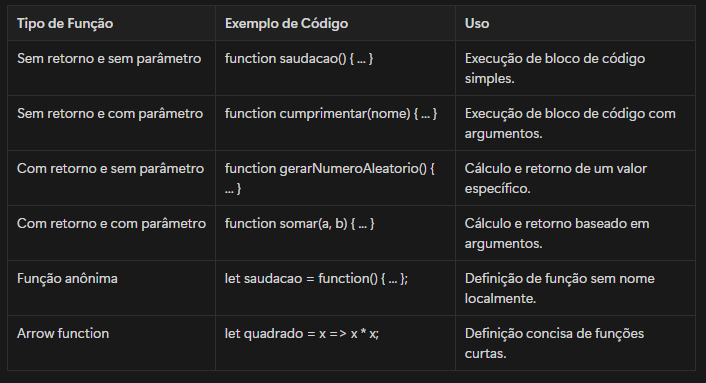 Tipo de Função Exemplo de Código Uso
Sem retorno e sem parâmetro function saudacao() { ... } Execução de bloco de código
simples.
Sem retorno e com parâmetro function cumprimentar(nome) { ... } Execução de bloco de código com
argumentos.
Com retorno e sem parâmetro function gerarNumeroAleatorio() { Cálculo e retorno de um valor
... } específico.
Com retorno e com parâmetro function somar(a, b) { ... } Cálculo e retorno baseado em
argumentos.
Função anônima let saudacao = function() { ... }; Definição de função sem nome
localmente.
Arrow function let quadrado = x => x * x; Definição concisa de funções
curtas.